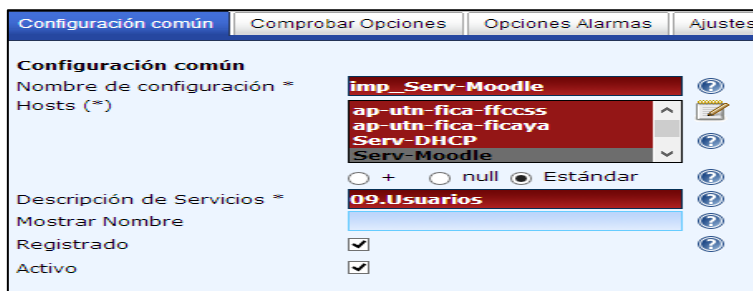 Configuración común Comprobar Opciones Opciones Alarmas Ajustes
Configuración común
Nombre de configuración * imp_Serv-Moodle
Hosts (*) ap-utn-fica-ffccss
ap-utn-fica-ficaya
Serv-DHCP
Serv-Moodle
+ null Estándar
Descripción de Servicios * 09.Usuarios
Mostrar Nombre
Registrado
Activo